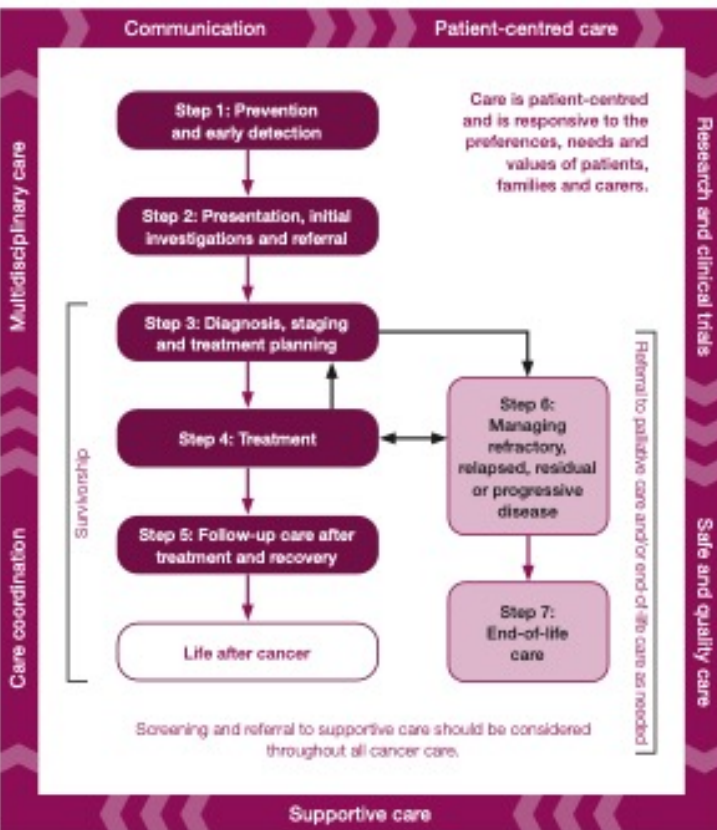 Communication
Patient-centred care
Multidisciplinary care
Care coordination
Research and clinical trials
Safe and quality care
Supportive care
Care is patient-centred
and is responsive to the
preferences, needs and
values of patients,
families and carers.
Step 1: Prevention
and early detection
Step 2: Presentation, initial
investigations and referral
Step 3: Diagnosis, staging
and treatment planning
Step 4: Treatment
Step 5: Follow-up care after
treatment and recovery
Life after cancer
Survivorship
Step 6:
Managing
refractory,
relapsed, residual
or progressive
disease
Step 7:
End-of-life
care
Referral to palliative care and/or end-of-life care as needed
Screening and referral to supportive care should be considered
throughout all cancer care.